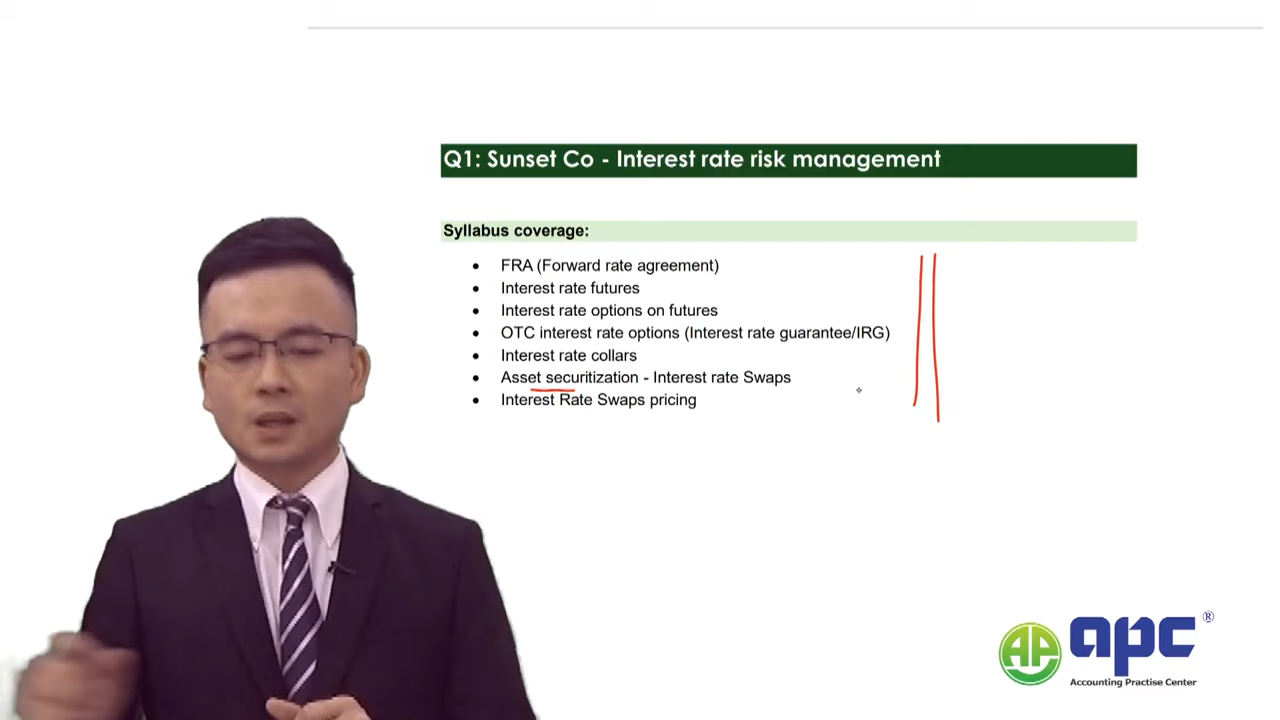 Q1: Sunset Co - Interest rate risk management
Syllabus coverage:
• FRA (Forward rate agreement)
• Interest rate futures
• Interest rate options on futures
• OTC interest rate options (Interest rate guarantee/IRG)
• Interest rate collars
• Asset securitization - Interest rate Swaps
• Interest Rate Swaps pricing
AP
apc®
Accounting Practise Center